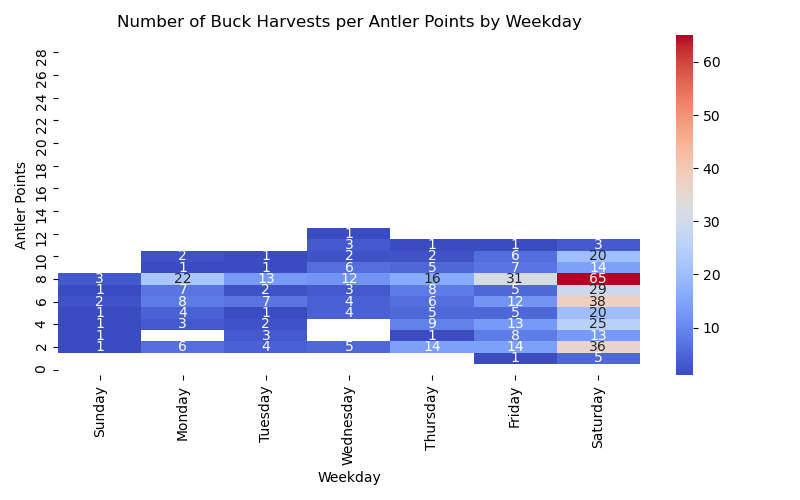 Number of Buck Harvests per Antler Points by Weekday
Antler Points
28
26
24
22
20
18
16
14
12
10
8
6
4
2
0
1
3 1 1 3
2 1 2 2 6 20
1 1 6 5 7 14
3 22 13 12 16 31 65
1 7 2 3 8 5 29
2 8 7 4 6 12 38
1 4 1 4 5 5 20
1 3 2 9 13 25
1 3 1 8 13
1 6 4 5 14 14 36
1 5
Sunday Monday Tuesday Wednesday Thursday Friday Saturday
Weekday
60
50
40
30
20
10